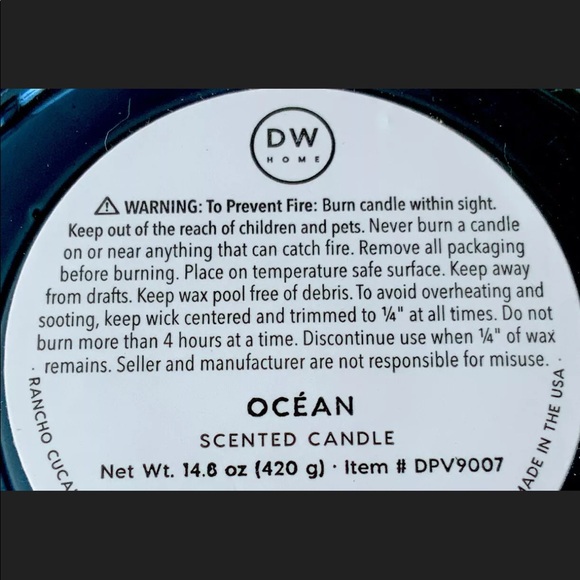 DW
HOME
⚠ WARNING: To Prevent Fire: Burn candle within sight.
Keep out of the reach of children and pets. Never burn a candle
on or near anything that can catch fire. Remove all packaging
before burning. Place on temperature safe surface. Keep away
from drafts. Keep wax pool free of debris. To avoid overheating and
sooting, keep wick centered and trimmed to ¼" at all times. Do not
burn more than 4 hours at a time. Discontinue use when ¼" of wax
remains. Seller and manufacturer are not responsible for misuse.
OCÉAN
SCENTED CANDLE
Net Wt. 14.8 oz (420 g) · Item # DPV9007
· RANCHO
MADE IN THE USA ·